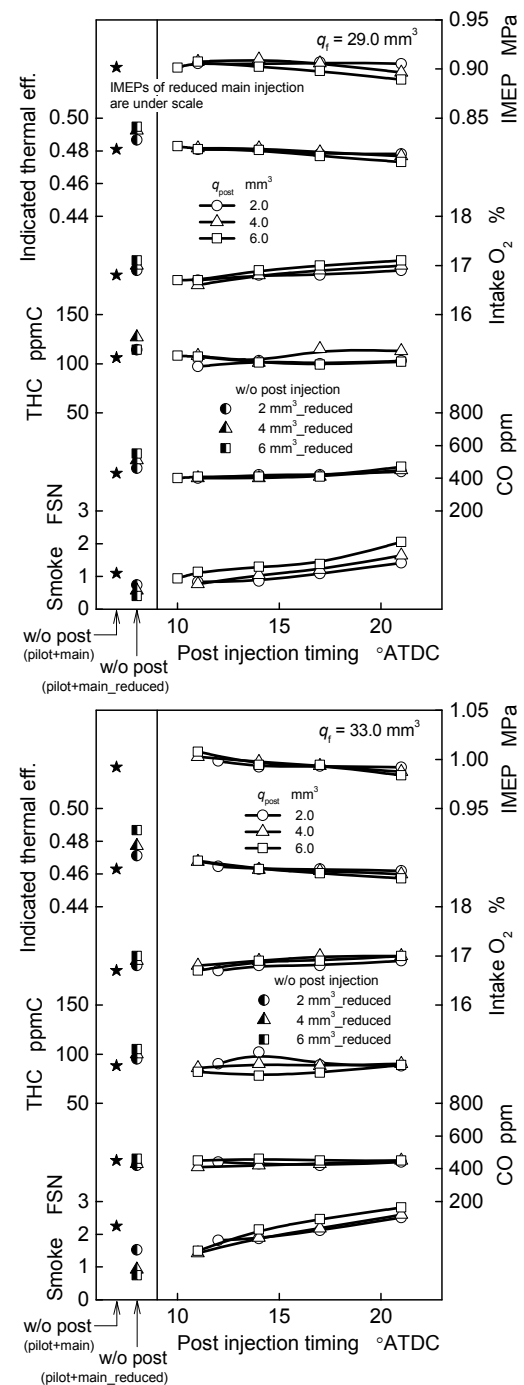 q_f = 29.0 mm³
0.95
0.90
0.85
IMEP MPa
IMEPs of reduced main injection
are under scale
0.50
0.48
0.46
0.44
Indicated thermal eff.
q_post mm³
2.0
4.0
6.0
18
17
16
Intake O₂ %
150
100
50
THC ppmC
w/o post injection
2 mm³_reduced
4 mm³_reduced
6 mm³_reduced
800
600
400
200
CO ppm
3
2
1
0
Smoke FSN
10 15 20
w/o post
(pilot+main)
w/o post
(pilot+main_reduced)
Post injection timing °ATDC
q_f = 33.0 mm³
1.05
1.00
0.95
IMEP MPa
0.50
0.48
0.46
0.44
Indicated thermal eff.
q_post mm³
2.0
4.0
6.0
18
17
16
Intake O₂ %
150
100
50
THC ppmC
w/o post injection
2 mm³_reduced
4 mm³_reduced
6 mm³_reduced
800
600
400
200
CO ppm
3
2
1
0
Smoke FSN
10 15 20
w/o post
(pilot+main)
w/o post
(pilot+main_reduced)
Post injection timing °ATDC